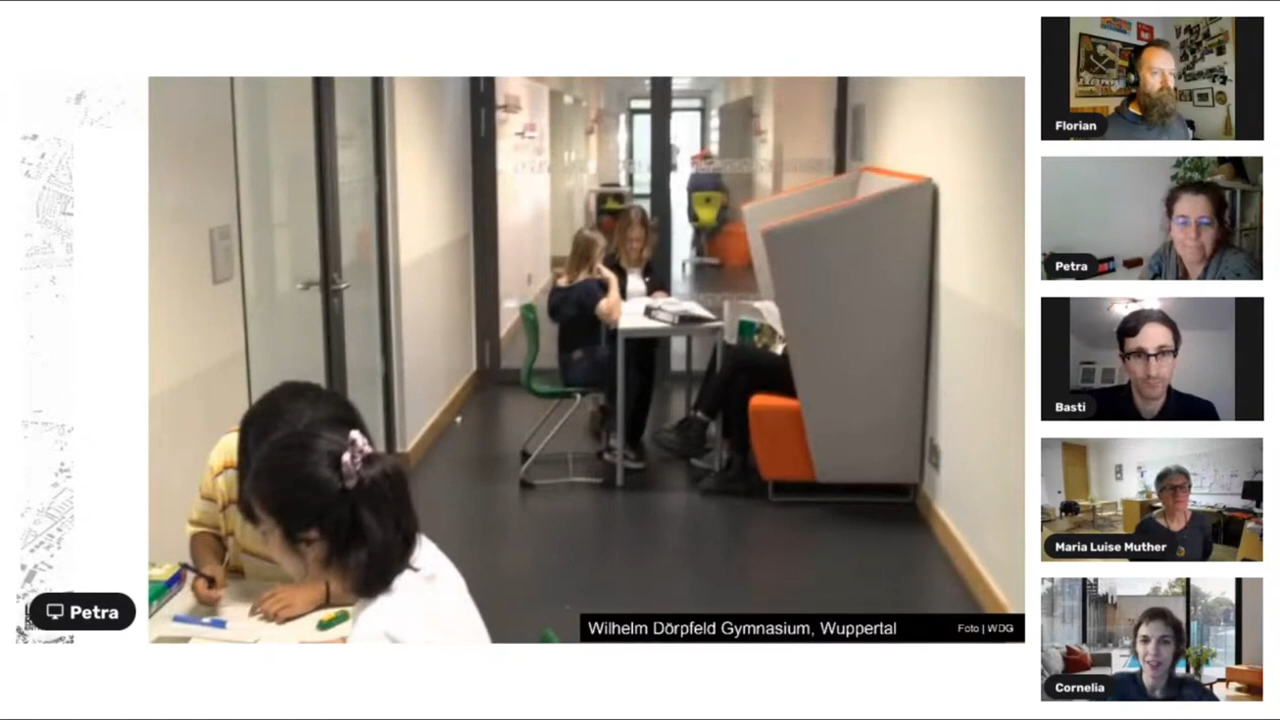 Florian
Petra
Basti
Maria Luise Muther
Cornelia
Petra
Wilhelm Dörpfeld Gymnasium, Wuppertal
Foto | WDG